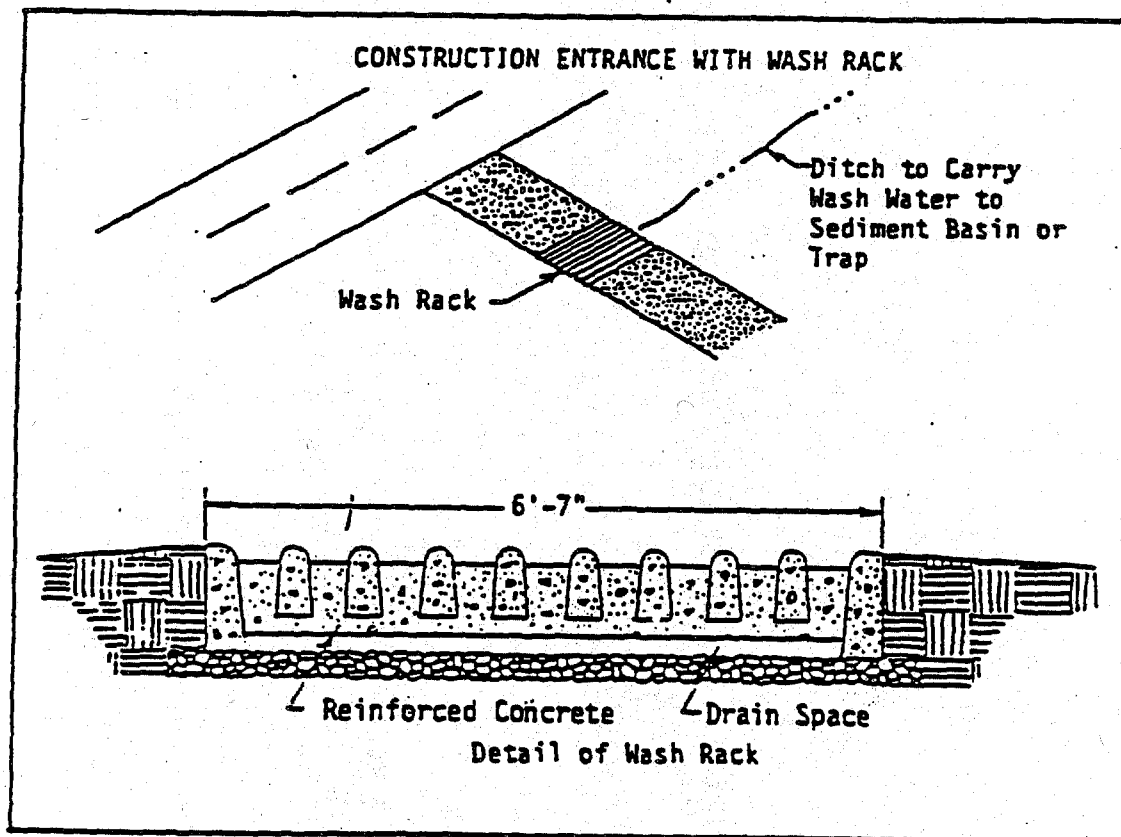 CONSTRUCTION ENTRANCE WITH WASH RACK
Ditch to Carry
Wash Water to
Sediment Basin or
Trap
Wash Rack
6'-7"
Reinforced Concrete
Drain Space
Detail of Wash Rack